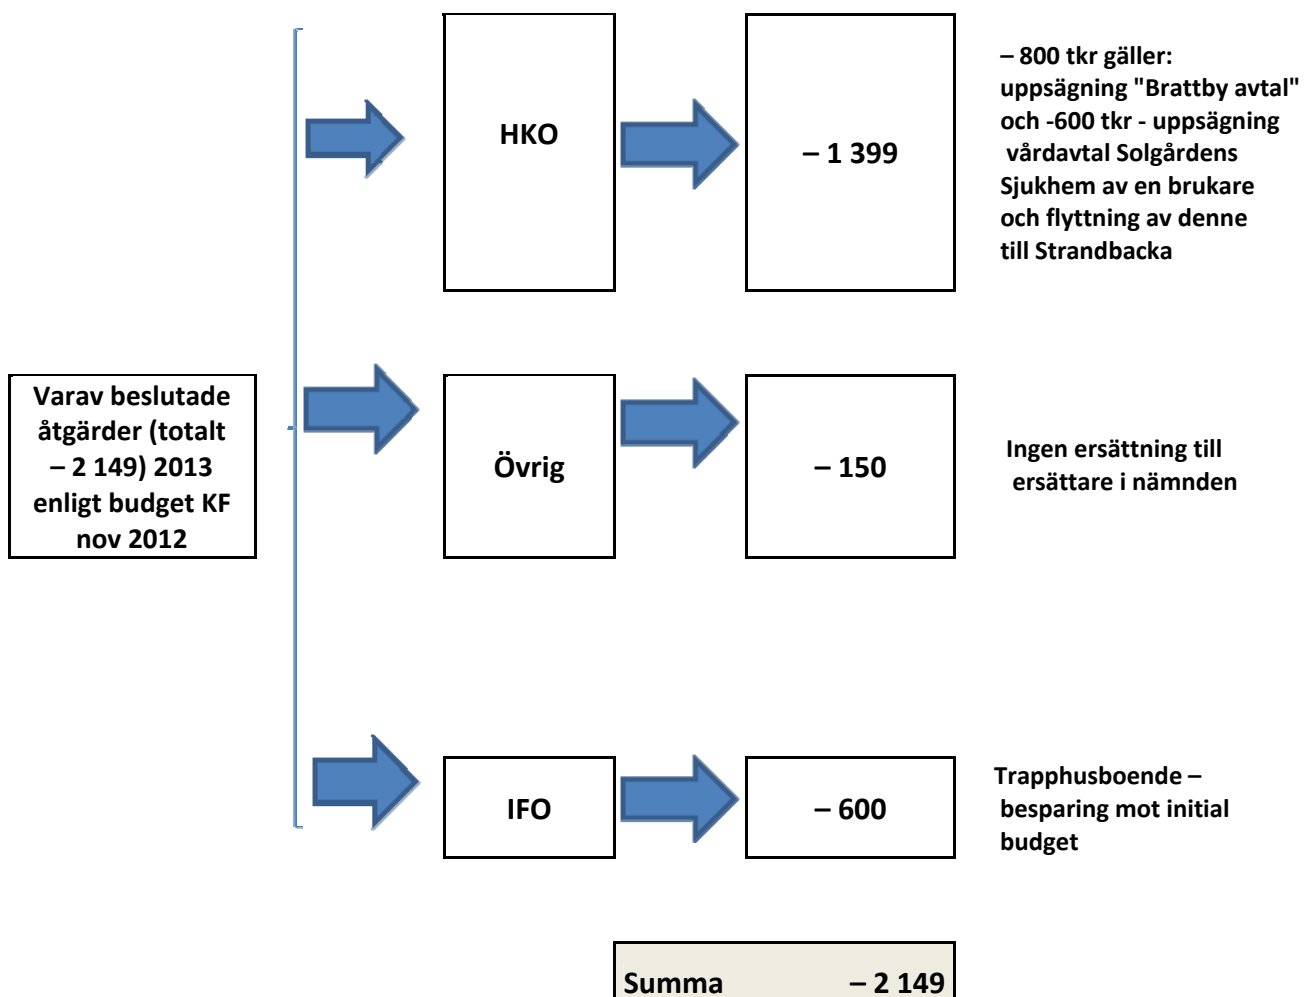 Varav beslutade
åtgärder (totalt
– 2 149) 2013
enligt budget KF
nov 2012
HKO
– 1 399
– 800 tkr gäller:
uppsägning "Brattby avtal"
och -600 tkr - uppsägning
vårdavtal Solgårdens
Sjukhem av en brukare
och flyttning av denne
till Strandbacka
Övrig
– 150
Ingen ersättning till
ersättare i nämnden
IFO
– 600
Trapphusboende –
besparing mot initial
budget
Summa – 2 149